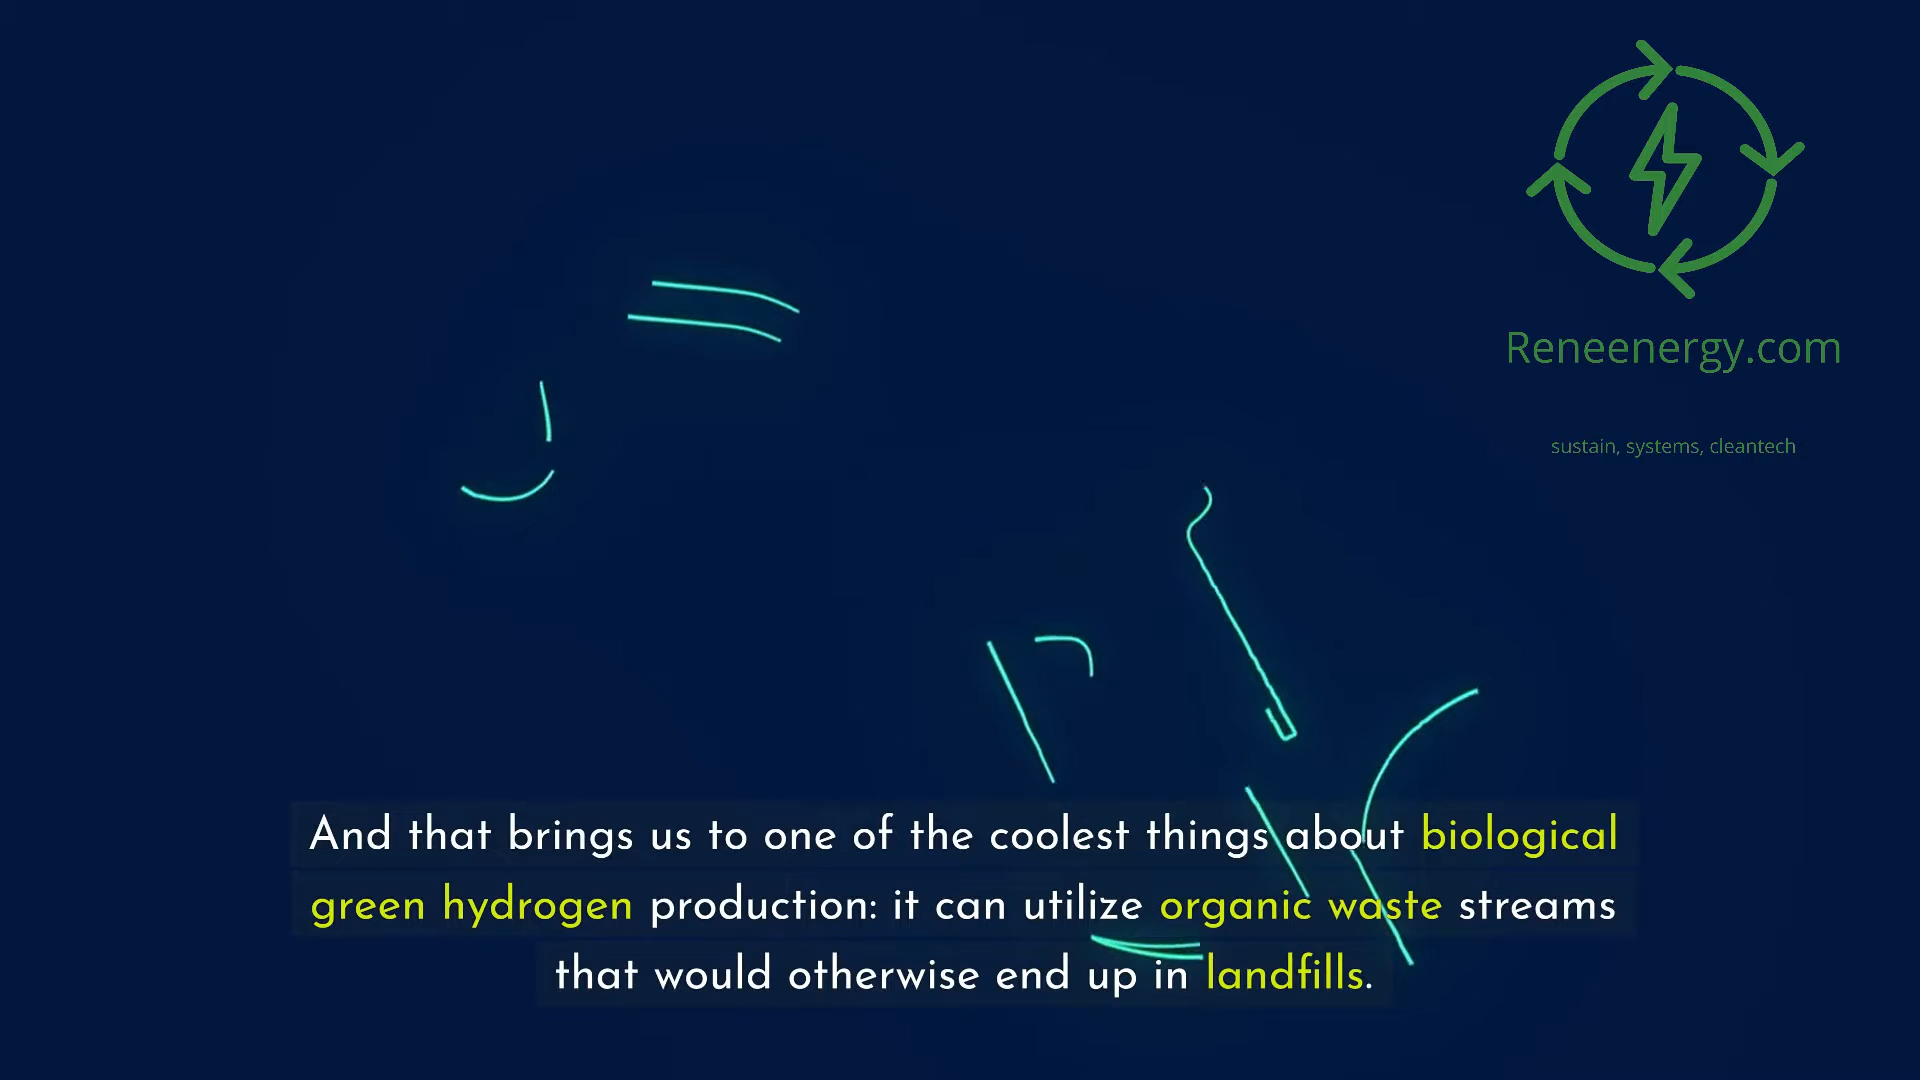 Reneenergy.com
sustain, systems, cleantech
And that brings us to one of the coolest things about biological
green hydrogen production: it can utilize organic waste streams
that would otherwise end up in landfills.